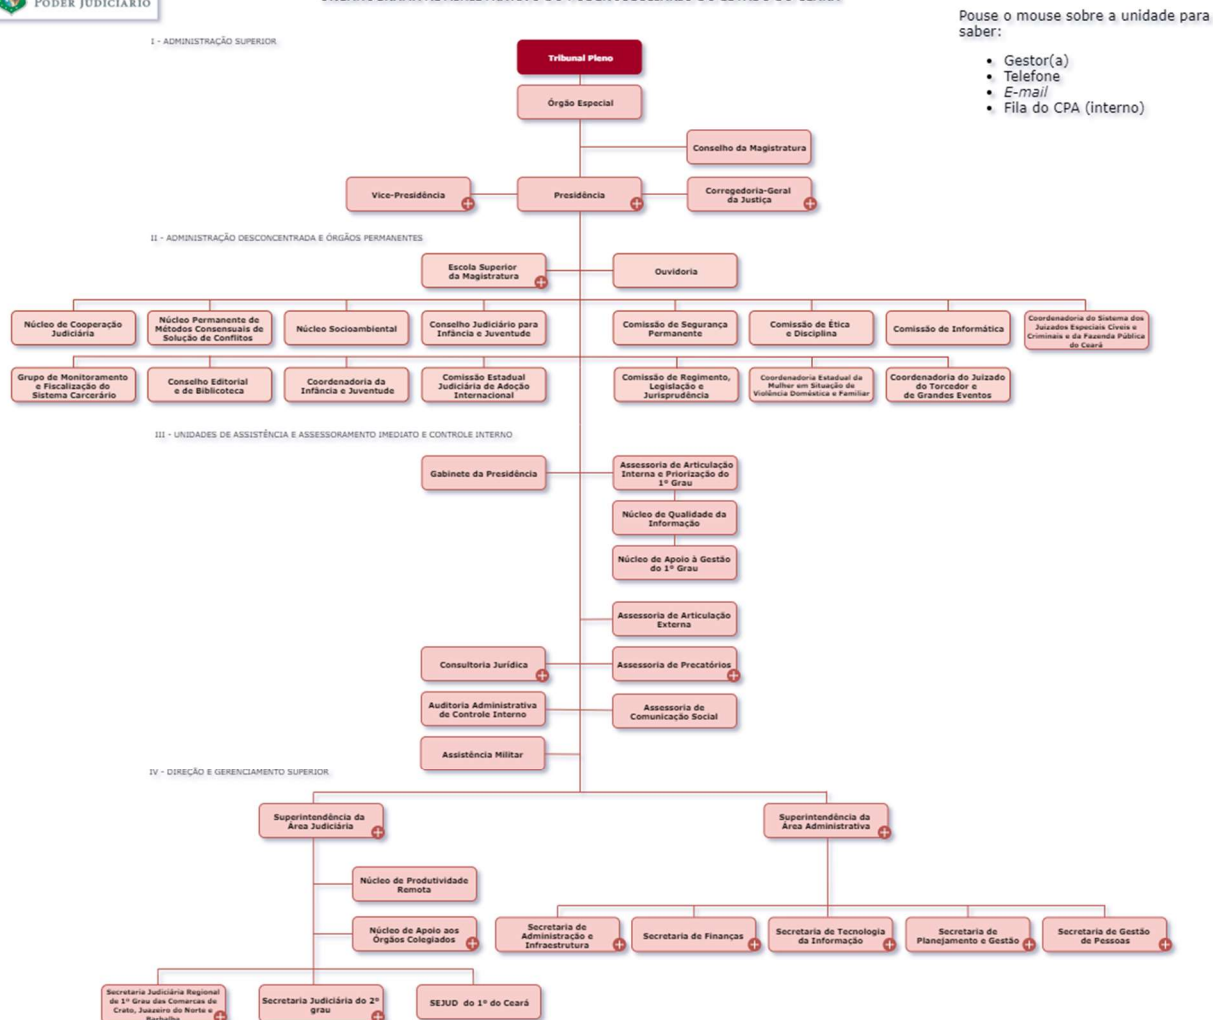 PODER JUDICIÁRIO
Pouse o mouse sobre a unidade para
saber:
• Gestor(a)
• Telefone
• E-mail
• Fila do CPA (interno)
I - ADMINISTRAÇÃO SUPERIOR
Tribunal Pleno
Órgão Especial
Conselho da Magistratura
Vice-Presidência
Presidência
Corregedoria-Geral
da Justiça
II - ADMINISTRAÇÃO DESCONCENTRADA E ÓRGÃOS PERMANENTES
Escola Superior
da Magistratura
Ouvidoria
Núcleo de Cooperação
Judiciária
Núcleo Permanente de
Métodos Consensuais de
Solução de Conflitos
Núcleo Socioambiental
Conselho Judiciário para
Infância e Juventude
Comissão de Segurança
Permanente
Comissão de Ética
e Disciplina
Comissão de Informática
Coordenadoria do Sistema dos
Juizados Especiais Cíveis e
Criminais e da Fazenda Pública
do Ceará
Grupo de Monitoramento
e Fiscalização do
Sistema Carcerário
Conselho Editorial
e de Biblioteca
Coordenadoria da
Infância e Juventude
Comissão Estadual
Judiciária de Adoção
Internacional
Comissão de Regimento,
Legislação e
Jurisprudência
Coordenadoria Estadual da
Mulher em Situação de
Violência Doméstica e Familiar
Coordenadoria do Juizado
do Torcedor e
de Grandes Eventos
III - UNIDADES DE ASSISTÊNCIA E ASSESSORAMENTO IMEDIATO E CONTROLE INTERNO
Gabinete da Presidência
Assessoria de Articulação
Interna e Priorização do
1º Grau
Núcleo de Qualidade da
Informação
Núcleo de Apoio à Gestão
do 1º Grau
Assessoria de Articulação
Externa
Consultoria Jurídica
Assessoria de Precatórios
Auditoria Administrativa
de Controle Interno
Assessoria de
Comunicação Social
Assistência Militar
IV - DIREÇÃO E GERENCIAMENTO SUPERIOR
Superintendência da
Área Judiciária
Superintendência da
Área Administrativa
Núcleo de Produtividade
Remota
Núcleo de Apoio aos
Órgãos Colegiados
Secretaria de
Administração e
Infraestrutura
Secretaria de Finanças
Secretaria de Tecnologia
da Informação
Secretaria de
Planejamento e Gestão
Secretaria de Gestão
de Pessoas
Secretaria Judiciária Regional
de 1º Grau das Comarcas de
Crato, Juazeiro do Norte e
Secretaria Judiciária do 2º
grau
SEJUD do 1º do Ceará